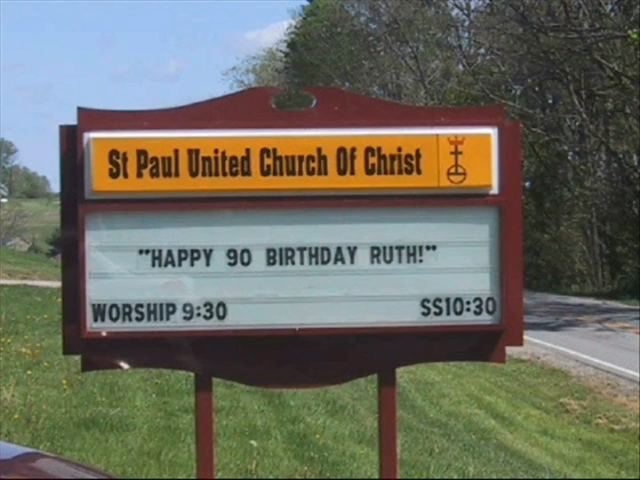 St Paul United Church Of Christ
"HAPPY 90 BIRTHDAY RUTH!"
WORSHIP 9:30 SS10:30